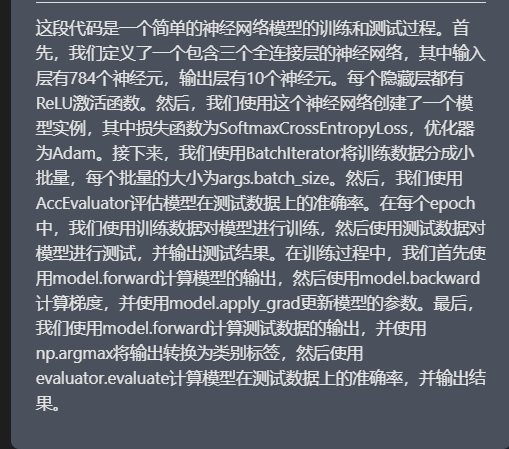 这段代码是一个简单的神经网络模型的训练和测试过程。首
先，我们定义了一个包含三个全连接层的神经网络，其中输入
层有784个神经元，输出层有10个神经元。每个隐藏层都有
ReLU激活函数。然后，我们使用这个神经网络创建了一个模
型实例，其中损失函数为SoftmaxCrossEntropyLoss，优化器
为Adam。接下来，我们使用BatchIterator将训练数据分成小
批量，每个批量的大小为args.batch_size。然后，我们使用
AccEvaluator评估模型在测试数据上的准确率。在每个epoch
中，我们使用训练数据对模型进行训练，然后使用测试数据对
模型进行测试，并输出测试结果。在训练过程中，我们首先使
用model.forward计算模型的输出，然后使用model.backward
计算梯度，并使用model.apply_grad更新模型的参数。最后，
我们使用model.forward计算测试数据的输出，并使用
np.argmax将输出转换为类别标签，然后使用
evaluator.evaluate计算模型在测试数据上的准确率，并输出结
果。